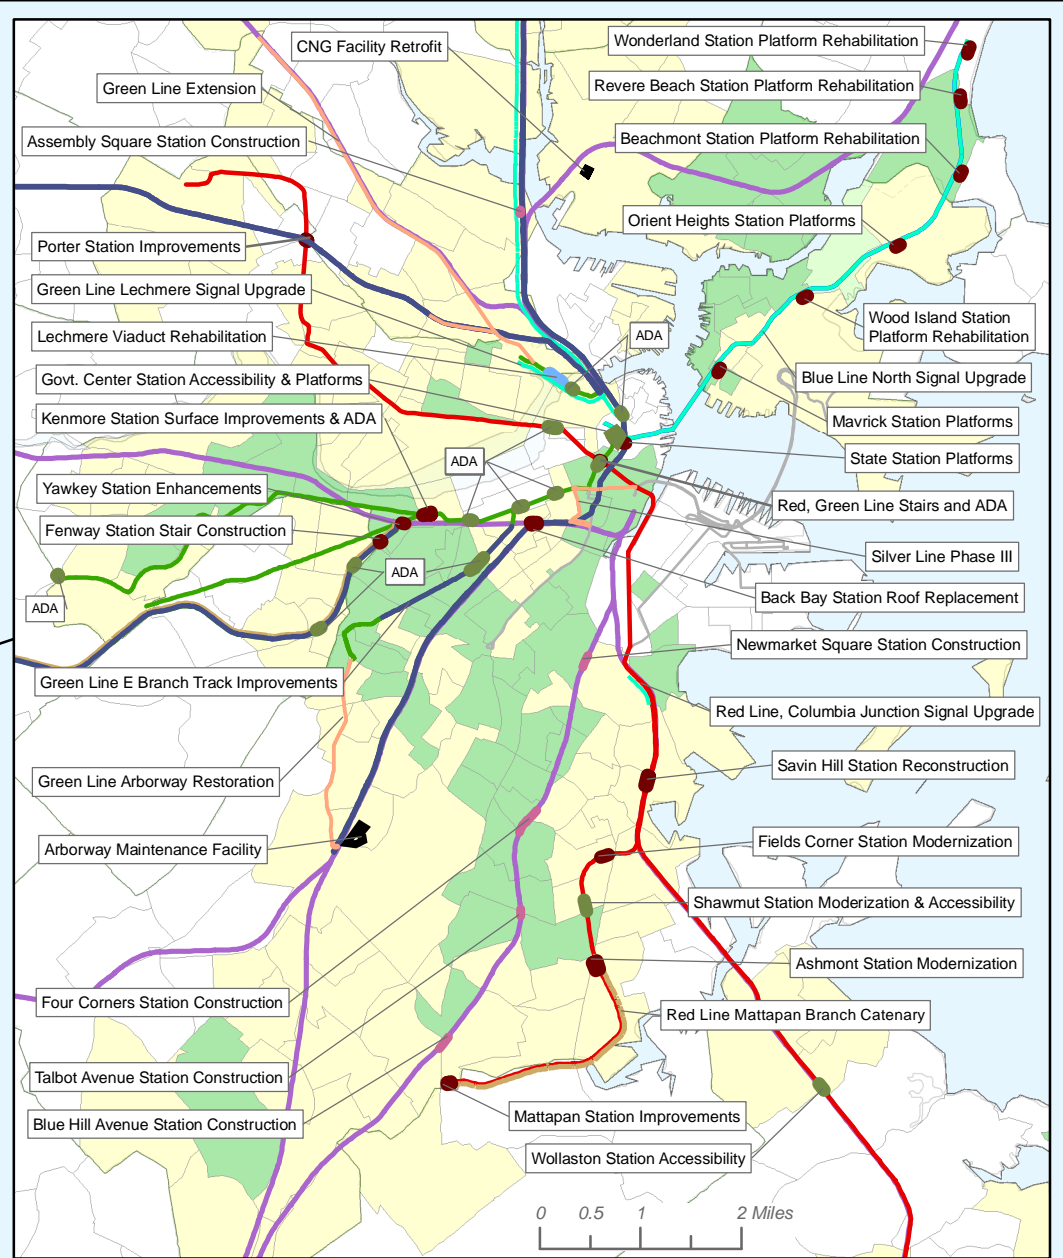 CNG Facility Retrofit
Wonderland Station Platform Rehabilitation
Green Line Extension
Revere Beach Station Platform Rehabilitation
Assembly Square Station Construction
Beachmont Station Platform Rehabilitation
Orient Heights Station Platforms
Porter Station Improvements
Green Line Lechmere Signal Upgrade
Wood Island Station
Platform Rehabilitation
Lechmere Viaduct Rehabilitation
ADA
Govt. Center Station Accessibility & Platforms
Blue Line North Signal Upgrade
Kenmore Station Surface Improvements & ADA
Mavrick Station Platforms
ADA
State Station Platforms
Yawkey Station Enhancements
Red, Green Line Stairs and ADA
Fenway Station Stair Construction
Silver Line Phase III
ADA
Back Bay Station Roof Replacement
ADA
Newmarket Square Station Construction
Green Line E Branch Track Improvements
Red Line, Columbia Junction Signal Upgrade
Savin Hill Station Reconstruction
Green Line Arborway Restoration
Fields Corner Station Modernization
Arborway Maintenance Facility
Shawmut Station Moderization & Accessibility
Ashmont Station Modernization
Four Corners Station Construction
Red Line Mattapan Branch Catenary
Talbot Avenue Station Construction
Blue Hill Avenue Station Construction
Mattapan Station Improvements
Wollaston Station Accessibility
0 0.5 1 2 Miles